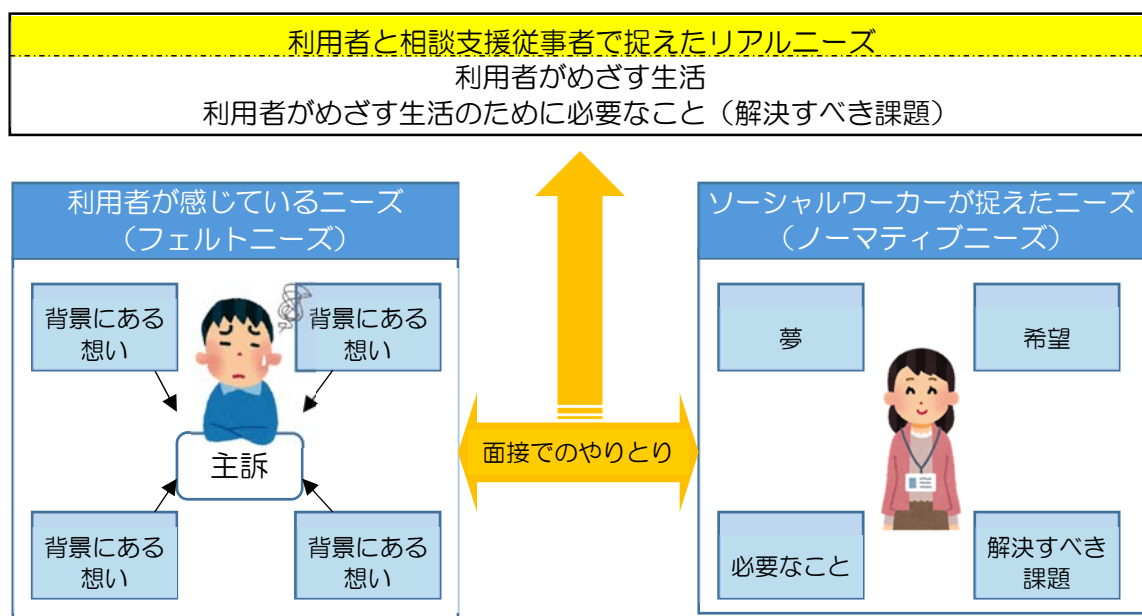 利用者と相談支援従事者で捉えたリアルニーズ
利用者がめざす生活
利用者がめざす生活のために必要なこと（解決すべき課題）
利用者が感じているニーズ
（フェルトニーズ）
背景にある
想い
背景にある
想い
主訴
背景にある
想い
背景にある
想い
面接でのやりとり
ソーシャルワーカーが捉えたニーズ
（ノーマティブニーズ）
夢
希望
必要なこと
解決すべき
課題